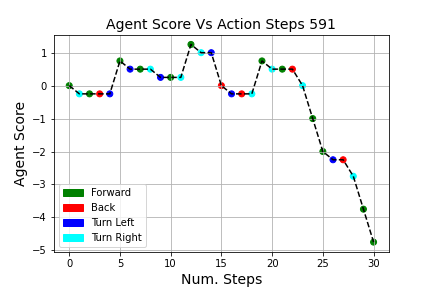 Agent Score Vs Action Steps 591
Agent Score
1
0
−1
−2
−3
−4
−5
Forward
Back
Turn Left
Turn Right
0 5 10 15 20 25 30
Num. Steps